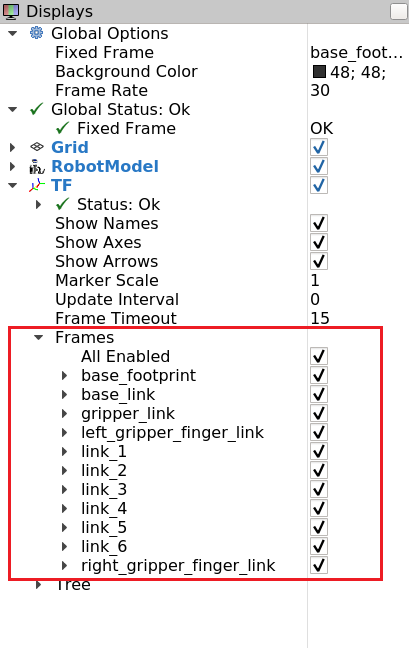 Displays
Global Options
Fixed Frame base_foot...
Background Color 48; 48;
Frame Rate 30
Global Status: Ok
Fixed Frame OK
Grid
RobotModel
TF
Status: Ok
Show Names
Show Axes
Show Arrows
Marker Scale 1
Update Interval 0
Frame Timeout 15
Frames
All Enabled
base_footprint
base_link
gripper_link
left_gripper_finger_link
link_1
link_2
link_3
link_4
link_5
link_6
right_gripper_finger_link
Tree